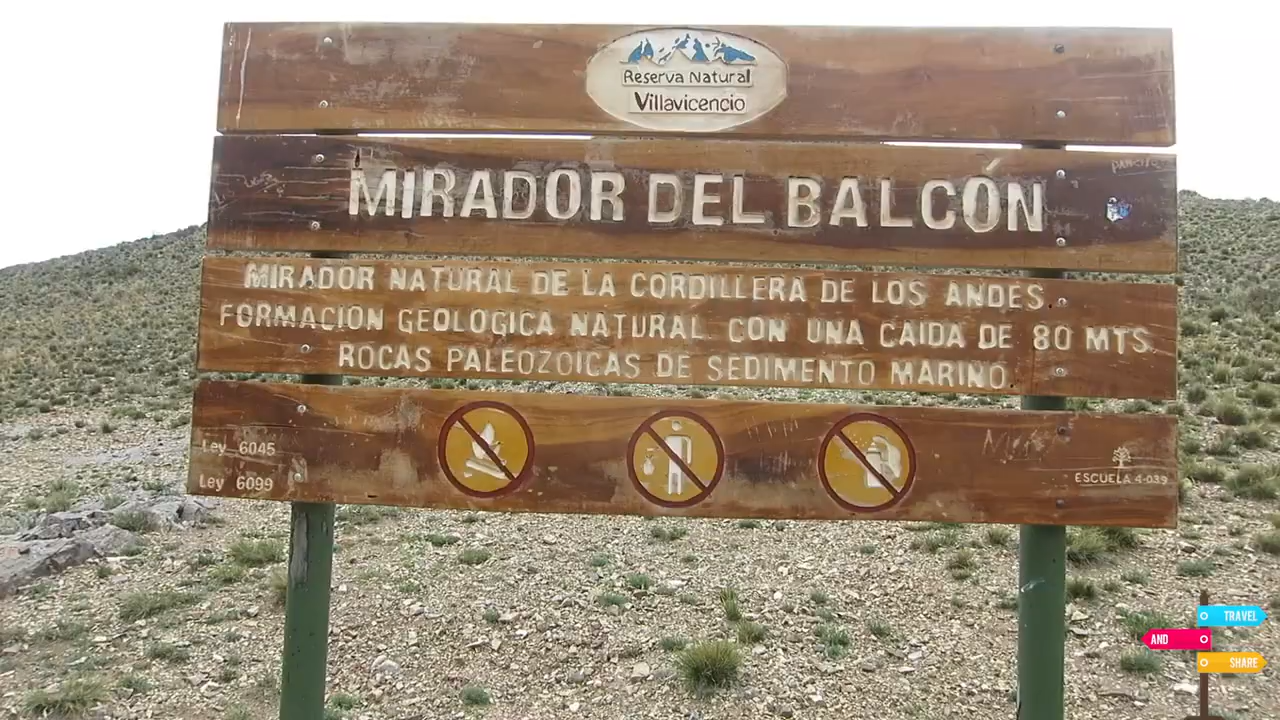 Reserva Natural
Villavicencio
MIRADOR DEL BALCÓN
MIRADOR NATURAL DE LA CORDILLERA DE LOS ANDES.
FORMACION GEOLOGICA NATURAL CON UNA CAIDA DE 80 MTS.
ROCAS PALEOZOICAS DE SEDIMENTO MARINO.
Ley 6045
Ley 6099
ESCUELA 4-039
TRAVEL
AND
SHARE